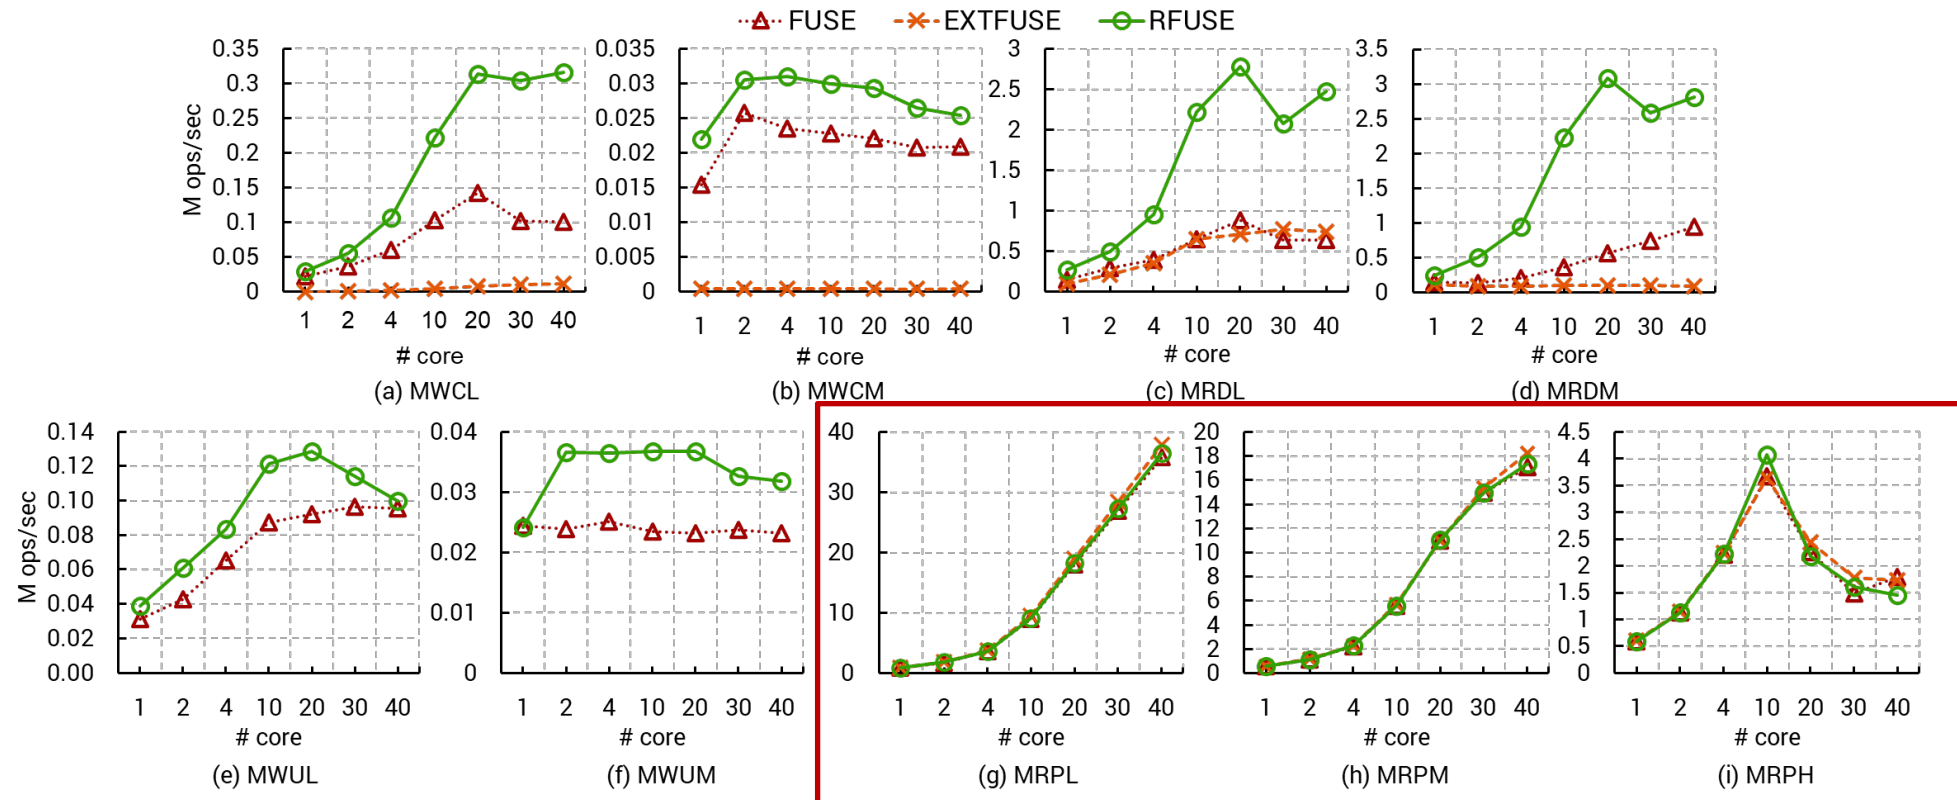 FUSE EXTFUSE RFUSE
M ops/sec
0.35
0.3
0.25
0.2
0.15
0.1
0.05
0
1 2 4 10 20 30 40
# core
(a) MWCL
0.035
0.03
0.025
0.02
0.015
0.01
0.005
0
1 2 4 10 20 30 40
# core
(b) MWCM
3
2.5
2
1.5
1
0.5
0
1 2 4 10 20 30 40
# core
(c) MRDL
3.5
3
2.5
2
1.5
1
0.5
0
1 2 4 10 20 30 40
# core
(d) MRDM
M ops/sec
0.14
0.12
0.10
0.08
0.06
0.04
0.02
0.00
1 2 4 10 20 30 40
# core
(e) MWUL
0.04
0.03
0.02
0.01
0
1 2 4 10 20 30 40
# core
(f) MWUM
40
30
20
10
0
1 2 4 10 20 30 40
# core
(g) MRPL
20
18
16
14
12
10
8
6
4
2
0
1 2 4 10 20 30 40
# core
(h) MRPM
4.5
4
3.5
3
2.5
2
1.5
1
0.5
0
1 2 4 10 20 30 40
# core
(i) MRPH